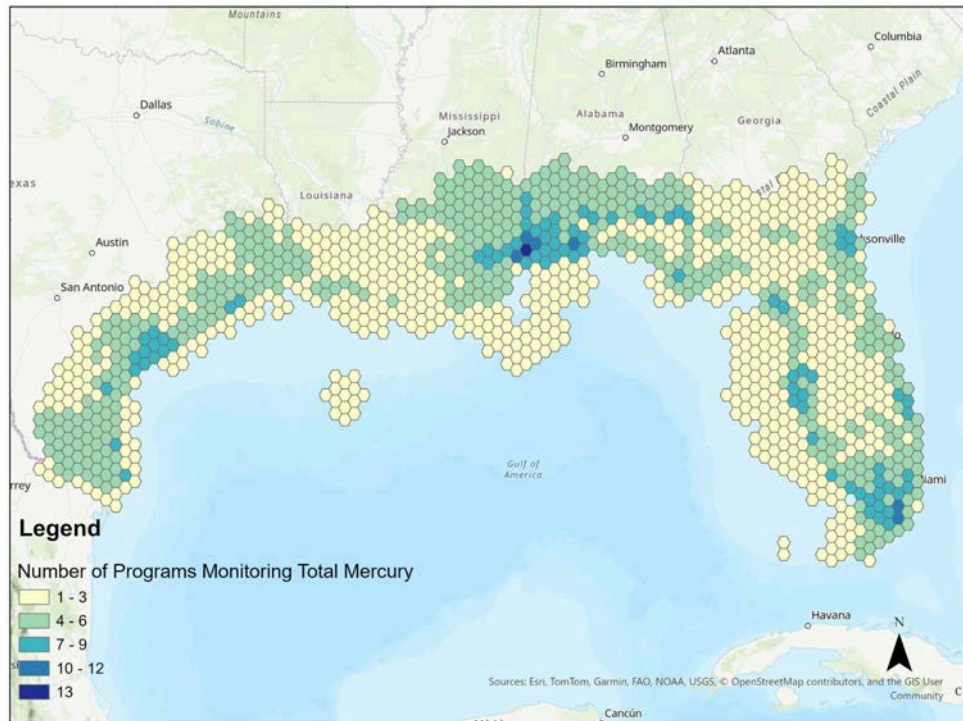 Mountains
Columbia
Atlanta
Birmingham
Dallas
Coastal Plain
Sabine
Mississippi
Alabama
Georgia
Jackson
Montgomery
exas
Louisiana
stal P
Austin
ksonville
San Antonio
Gulf of
America
rrey
iami
Legend
Number of Programs Monitoring Total Mercury
1 - 3
4 - 6
7 - 9
10 - 12
13
Havana
N
Sources: Esri, TomTom, Garmin, FAO, NOAA, USGS, © OpenStreetMap contributors, and the GIS User
Community
Cancún